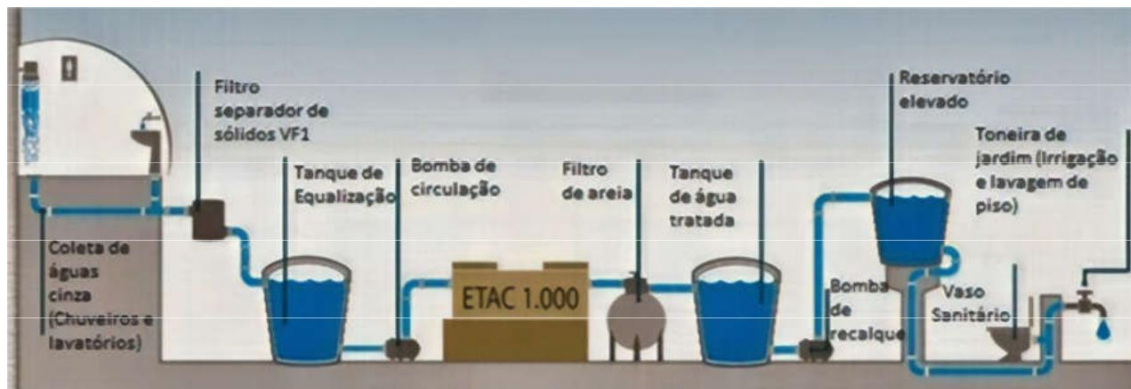 Filtro
separador de
sólidos VF1
Tanque de
Equalização
Bomba de
circulação
Filtro
de areia
Tanque
de água
tratada
Reservatório
elevado
Toneira de
jardim (Irrigação
e lavagem de
piso)
Coleta de
águas
cinza
(Chuveiros e
lavatórios)
ETAC 1.000
Bomba
de
recalque
Vaso
Sanitário